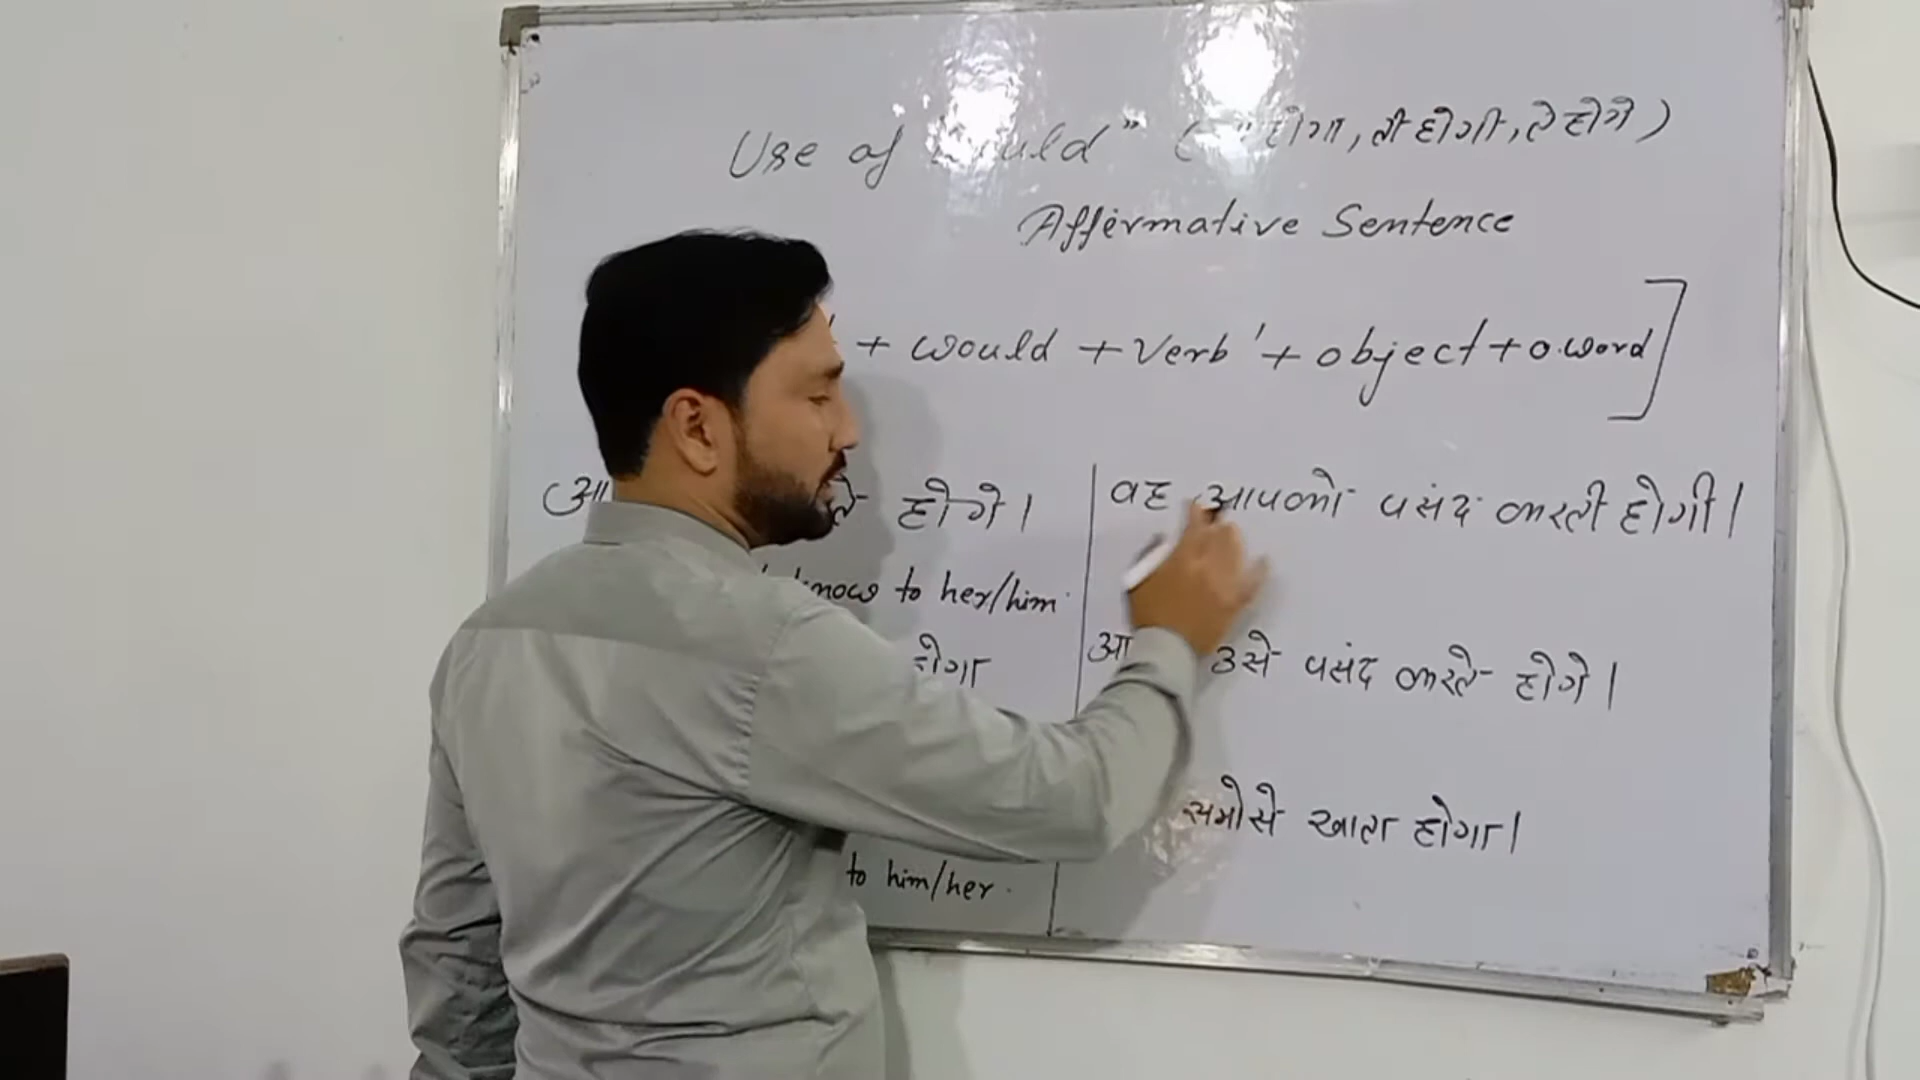 Use of would" ( " होगा, ती होगी, ते होगे)
Affirmative Sentence
+ would + Verb ' + object + o.word]
होगे।
know to her/him.
होगा
to him/her.
वह आपको पसंद करती होगी।
उसे पसंद करते होगे।
समोसे खाता होगा।